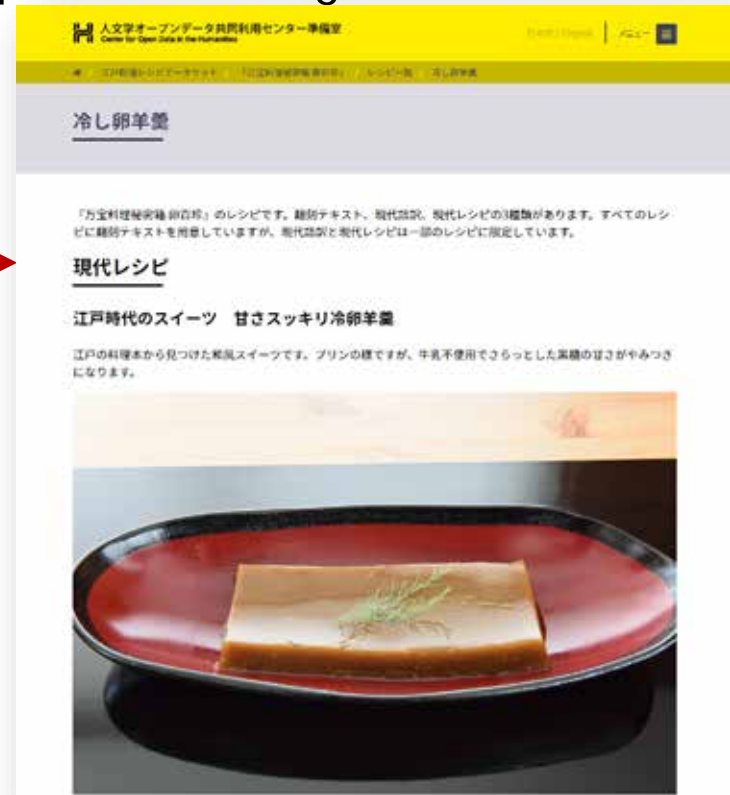 人文学オープンデータ共同利用センター準備室
Center for Open Data in the Humanities
メニュー
冷し卵羊羹
『万宝料理秘密箱 卵百珍』のレシピです。翻刻テキスト、現代語訳、現代レシピの3種類があります。すべてのレシ
ピに翻刻テキストを用意していますが、現代語訳と現代レシピは一部のレシピに限定しています。
現代レシピ
江戸時代のスイーツ 甘さスッキリ冷卵羊羹
江戸の料理本から見つけた和風スイーツです。プリンの様ですが、牛乳不使用でさらっとした黒糖の甘さがやみつき
になります。